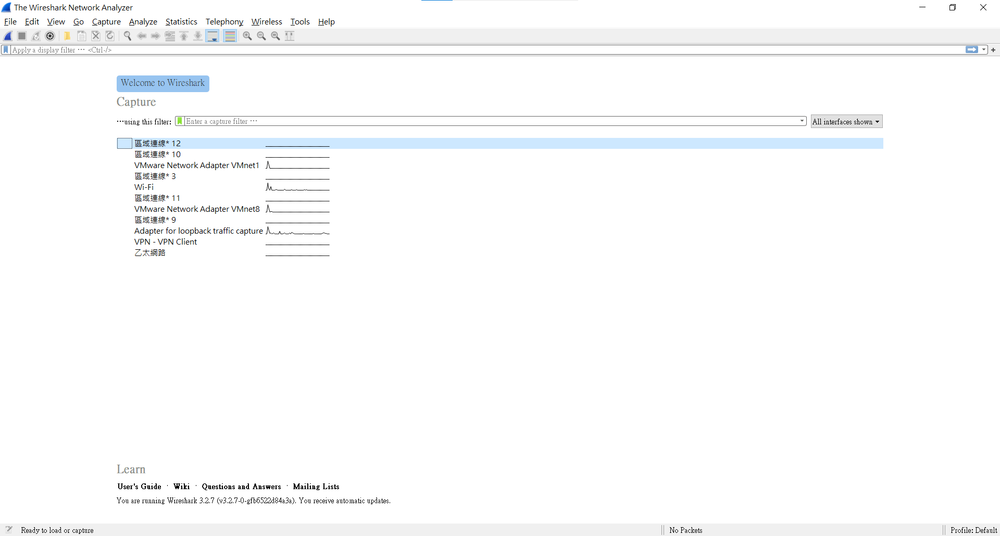 The Wireshark Network Analyzer
File Edit View Go Capture Analyze Statistics Telephony Wireless Tools Help
Apply a display filter ⋯ <Ctrl-/>
+
Welcome to Wireshark
Capture
⋯using this filter: Enter a capture filter ⋯ All interfaces shown
區域連線* 12
區域連線* 10
VMware Network Adapter VMnet1
區域連線* 3
Wi-Fi
區域連線* 11
VMware Network Adapter VMnet8
區域連線* 9
Adapter for loopback traffic capture
VPN - VPN Client
乙太網路
Learn
User's Guide · Wiki · Questions and Answers · Mailing Lists
You are running Wireshark 3.2.7 (v3.2.7-0-gfb6522d84a3a). You receive automatic updates.
Ready to load or capture No Packets Profile: Default